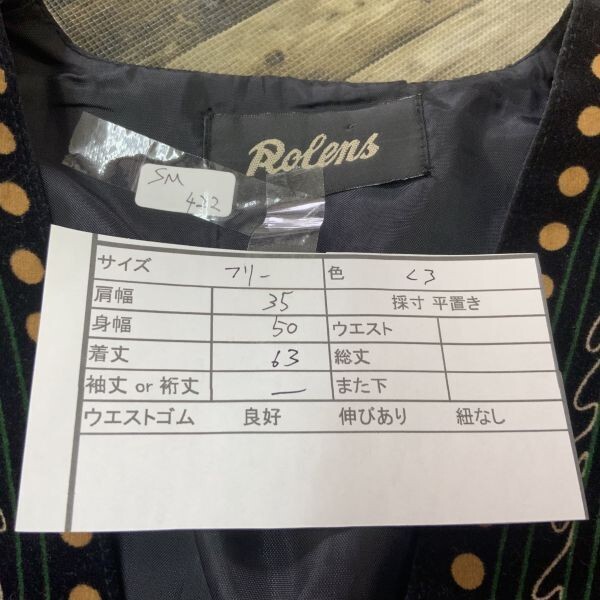 Rolens
SM
422
サイズ フリー 色 くろ
肩幅 35 採寸 平置き
身幅 50 ウエスト
着丈 63 総丈
袖丈 or 裄丈 ― また下
ウエストゴム 良好 伸びあり 紐なし